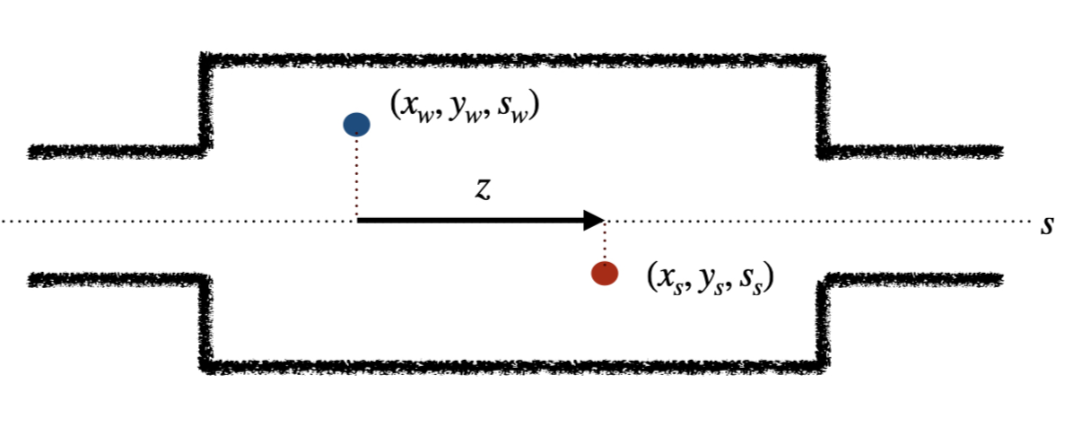 (x_w, y_w, s_w)
z
s
(x_s, y_s, s_s)